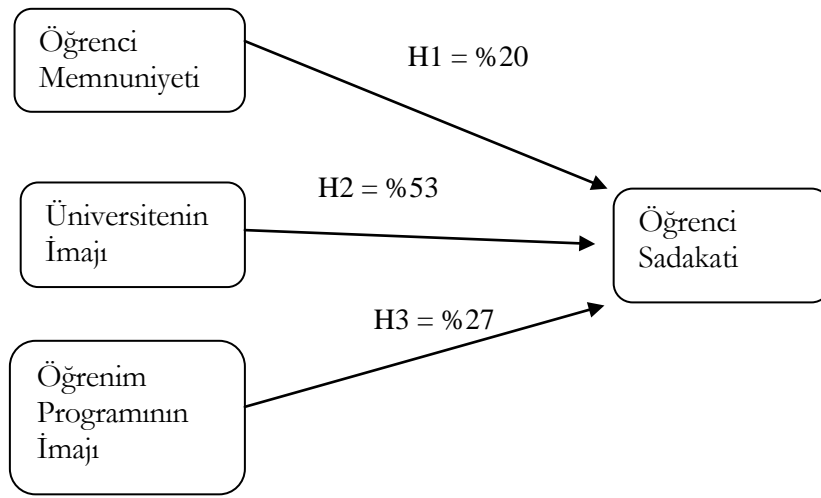 Öğrenci
Memnuniyeti
H1 = %20
H2 = %53
Üniversitenin
İmajı
Öğrenci
Sadakati
H3 = %27
Öğrenim
Programının
İmajı